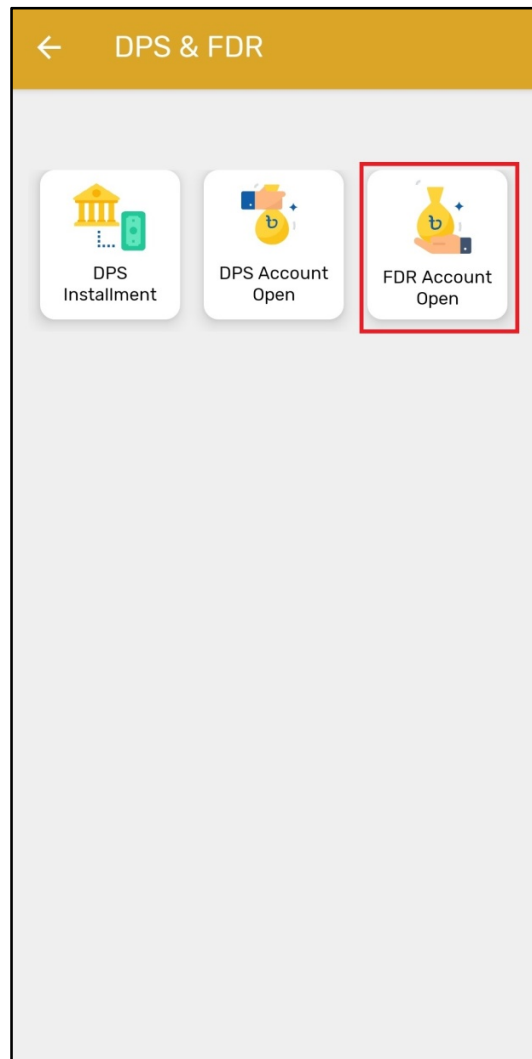 DPS & FDR
৳
৳
DPS
Installment
DPS Account
Open
FDR Account
Open